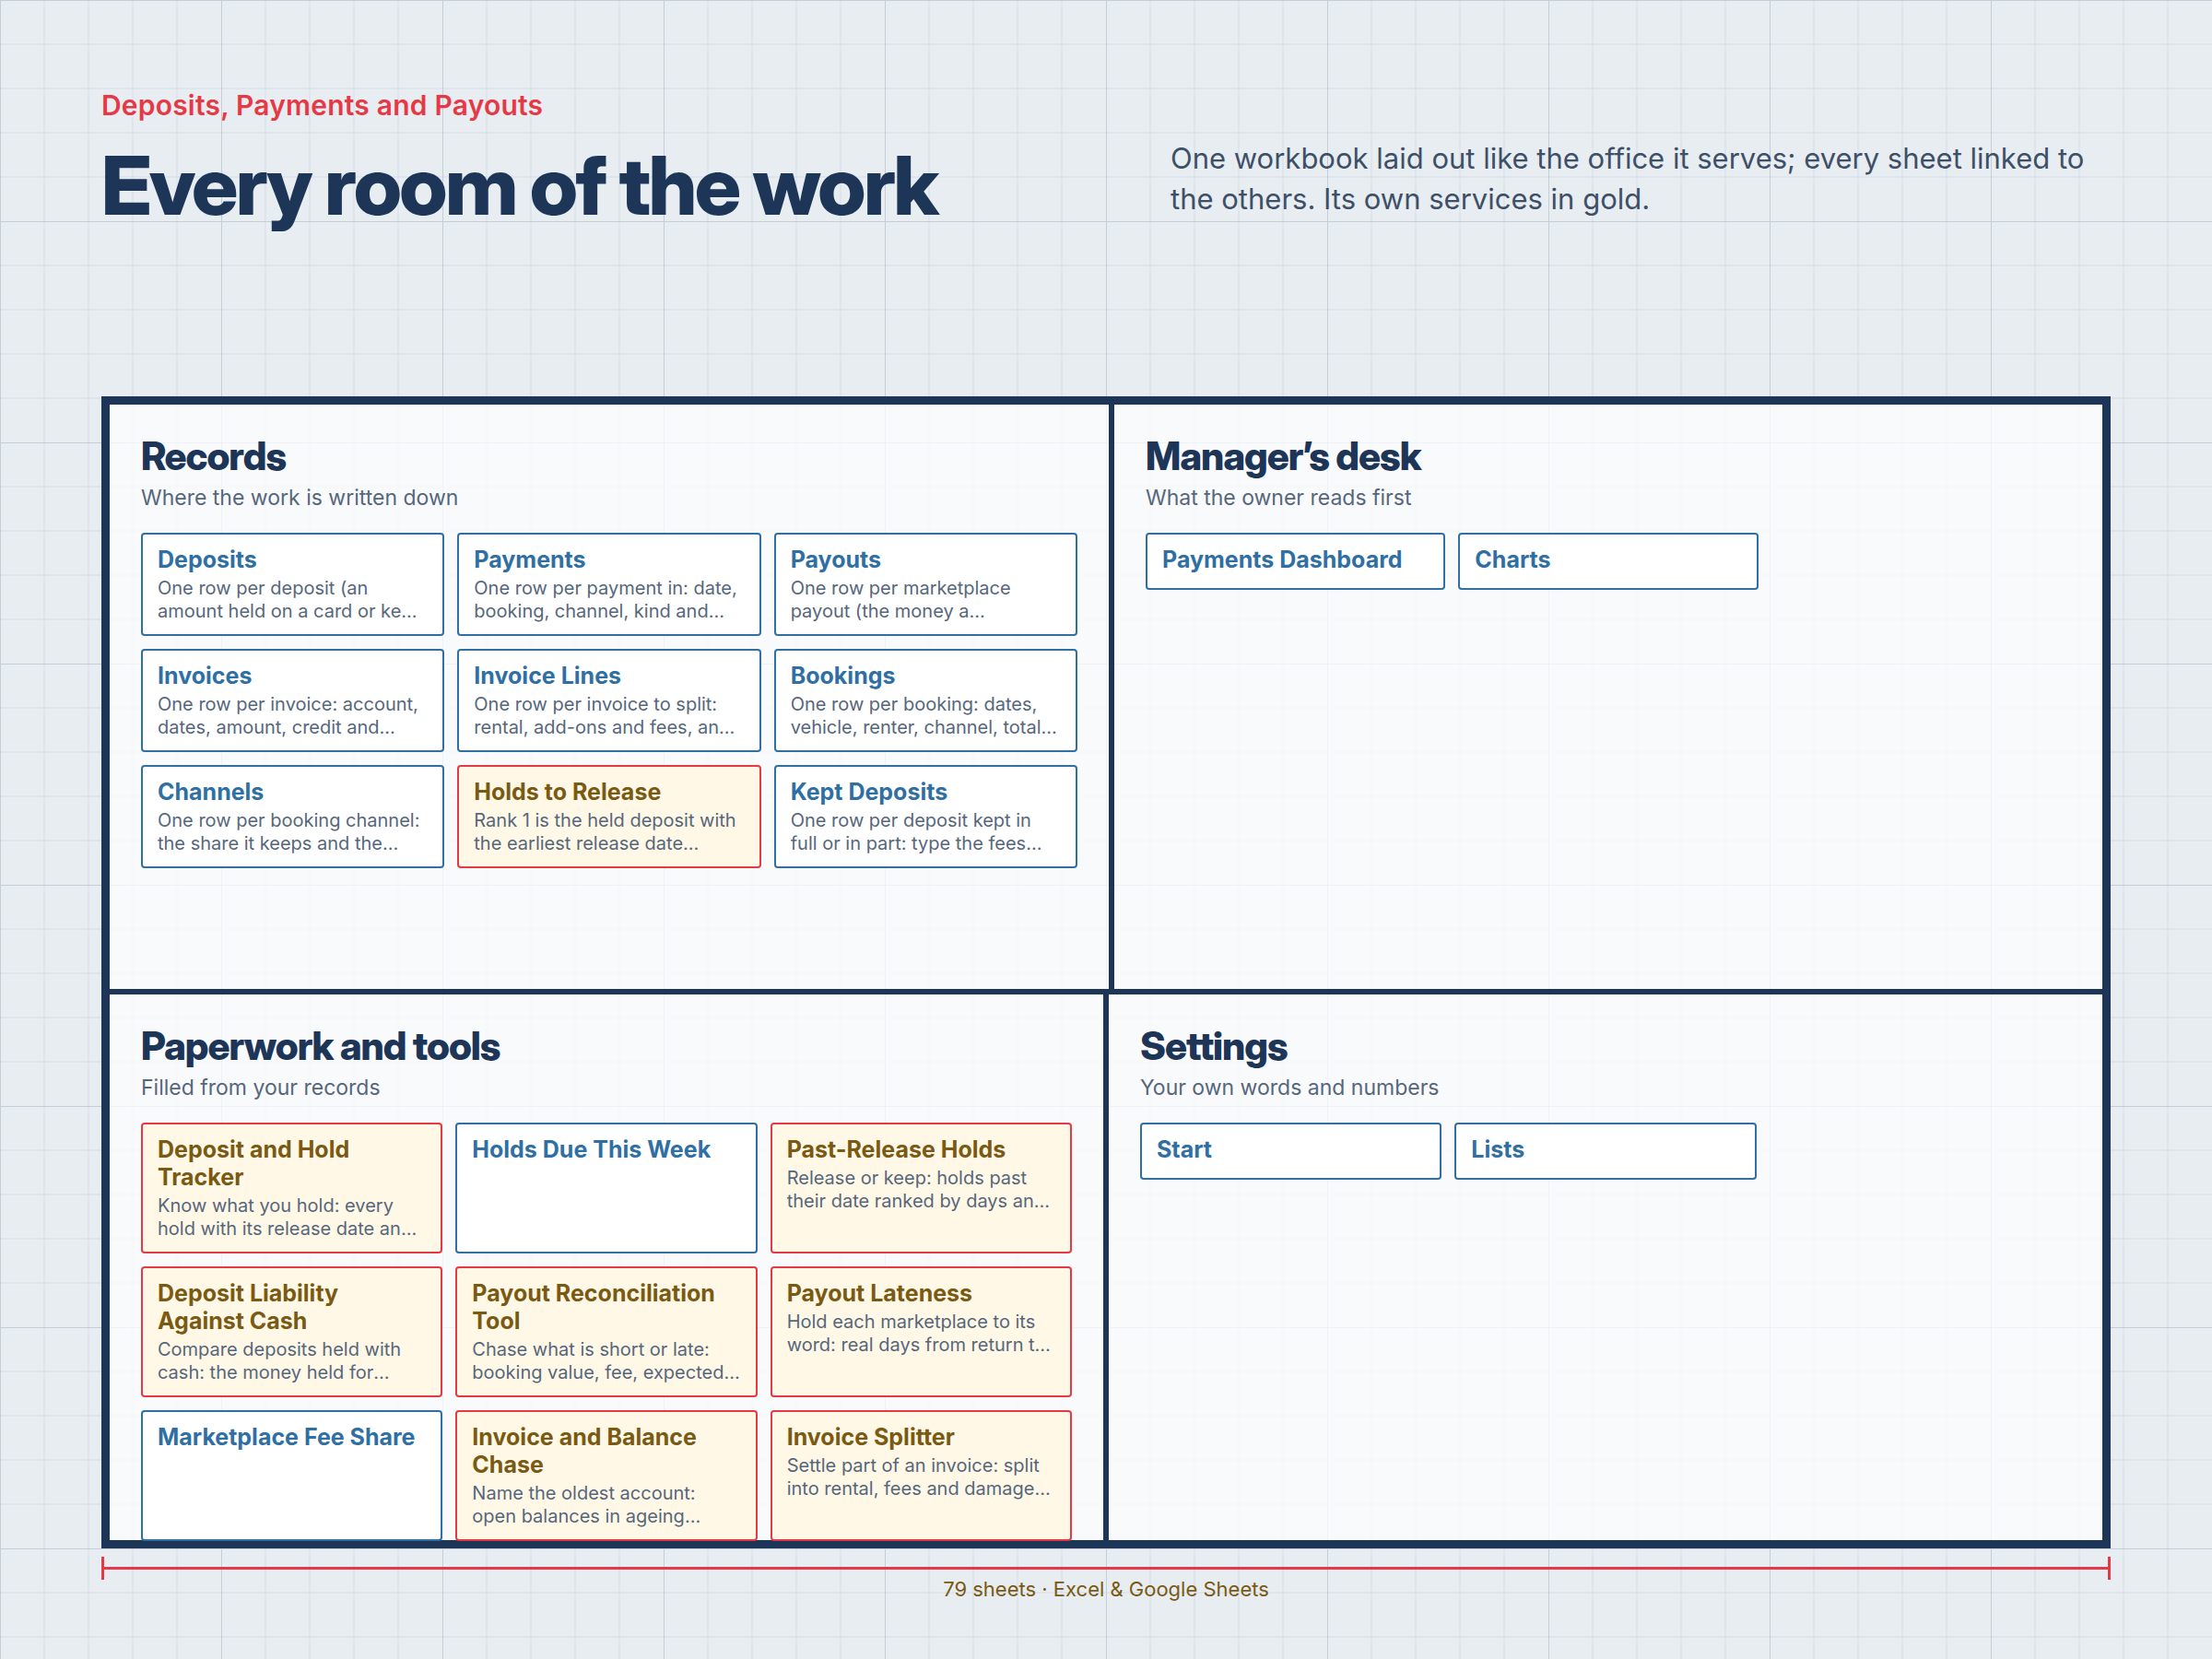 Deposits, Payments and Payouts
Every room of the work
One workbook laid out like the office it serves; every sheet linked to
the others. Its own services in gold.
Records
Where the work is written down
Deposits
One row per deposit (an
amount held on a card or ke...
Payments
One row per payment in: date,
booking, channel, kind and...
Payouts
One row per marketplace
payout (the money a...
Invoices
One row per invoice: account,
dates, amount, credit and...
Invoice Lines
One row per invoice to split:
rental, add-ons and fees, an...
Bookings
One row per booking: dates,
vehicle, renter, channel, total...
Channels
One row per booking channel:
the share it keeps and the...
Holds to Release
Rank 1 is the held deposit with
the earliest release date...
Kept Deposits
One row per deposit kept in
full or in part: type the fees...
Manager’s desk
What the owner reads first
Payments Dashboard
Charts
Paperwork and tools
Filled from your records
Deposit and Hold
Tracker
Know what you hold: every
hold with its release date an...
Holds Due This Week
Past-Release Holds
Release or keep: holds past
their date ranked by days an...
Deposit Liability
Against Cash
Compare deposits held with
cash: the money held for...
Payout Reconciliation
Tool
Chase what is short or late:
booking value, fee, expected...
Payout Lateness
Hold each marketplace to its
word: real days from return t...
Marketplace Fee Share
Invoice and Balance
Chase
Name the oldest account:
open balances in ageing...
Invoice Splitter
Settle part of an invoice: split
into rental, fees and damage...
Settings
Your own words and numbers
Start
Lists
79 sheets · Excel & Google Sheets